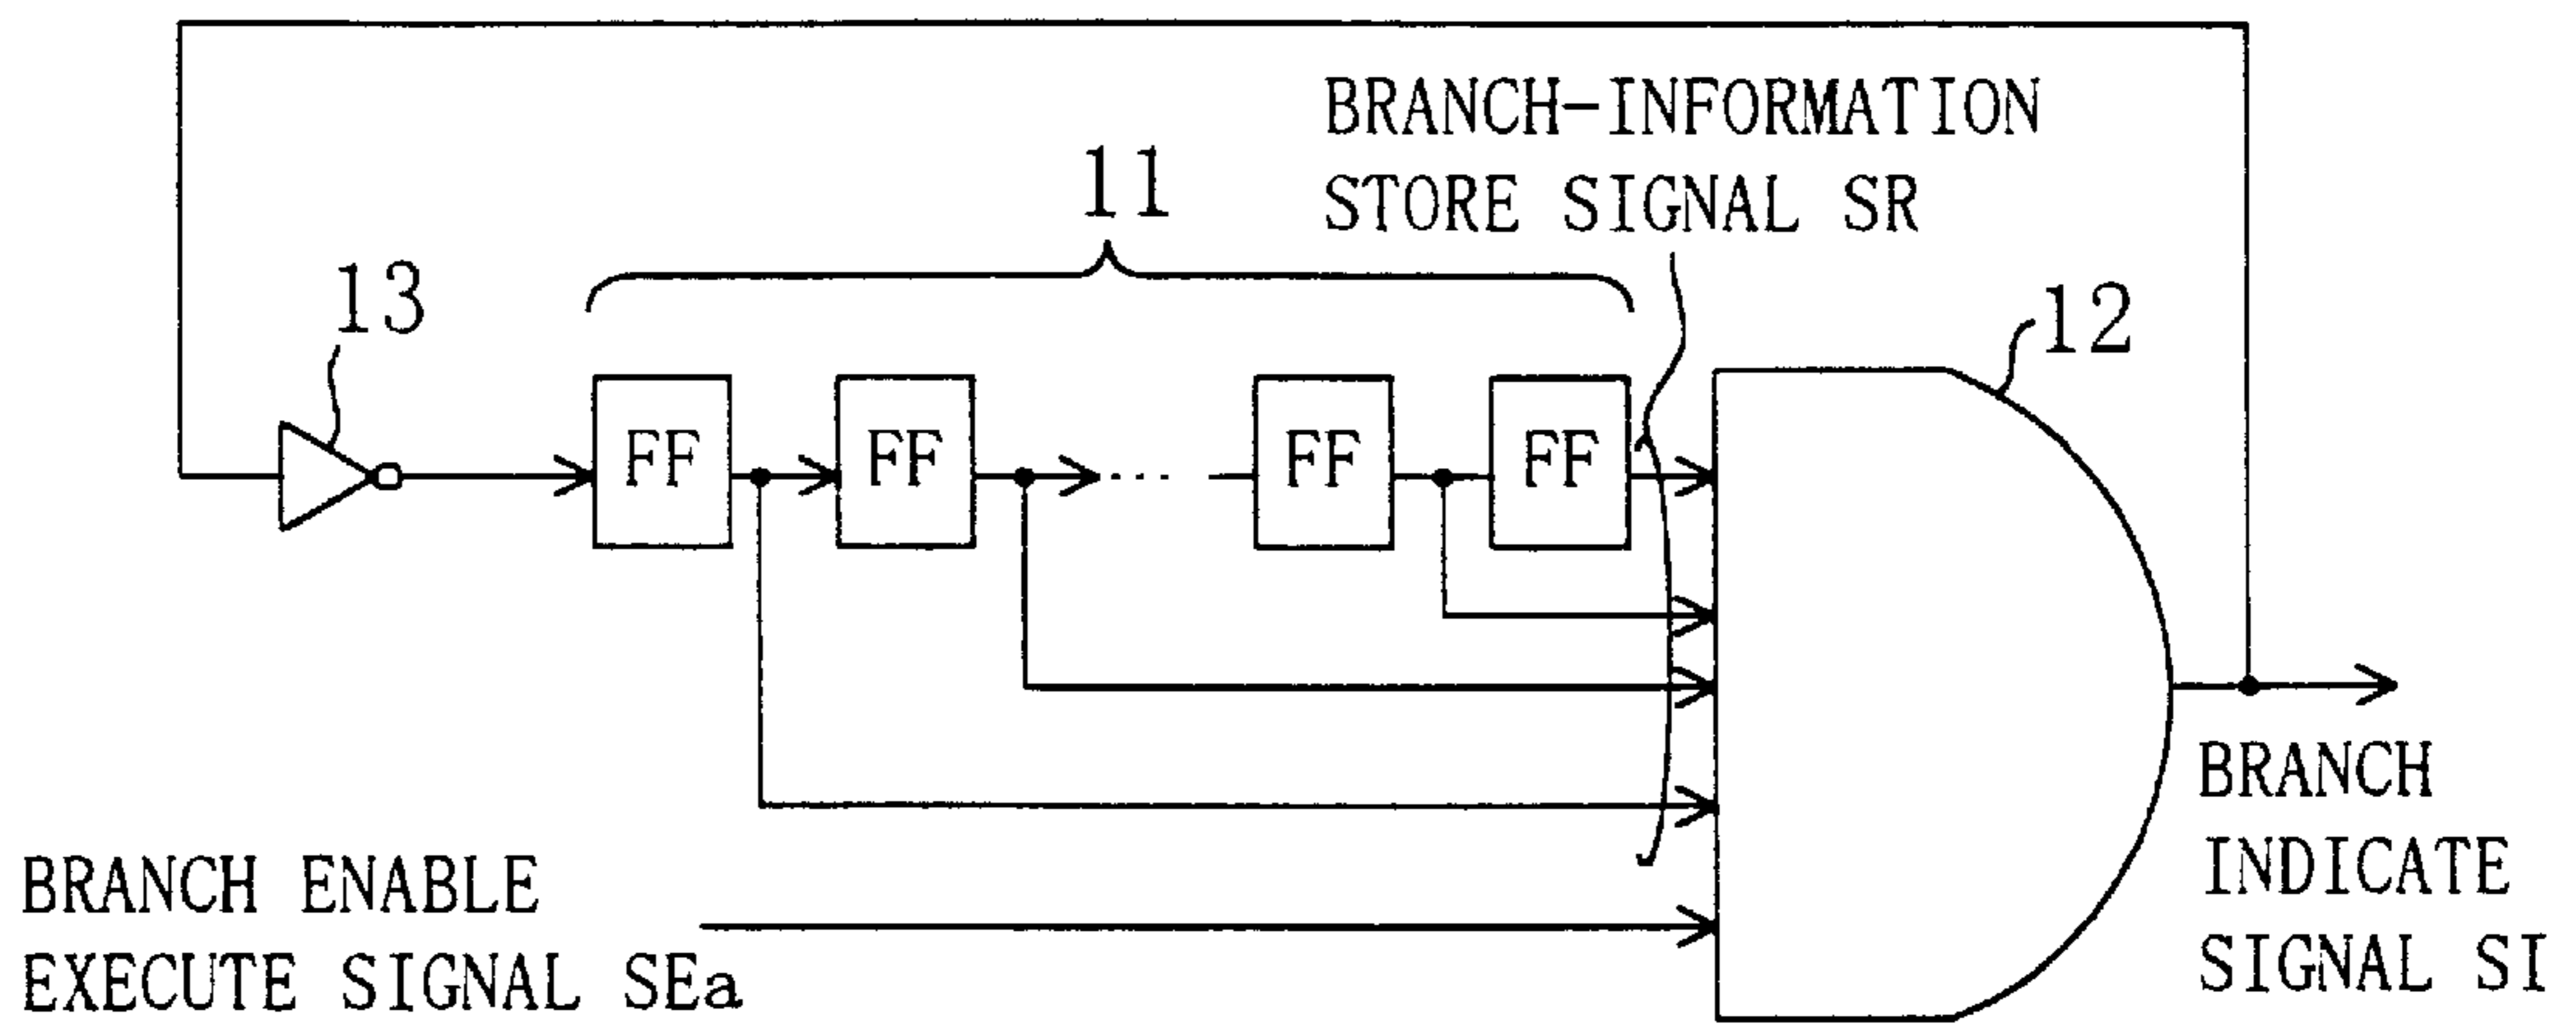 BRANCH-INFORMATION
STORE SIGNAL SR
11
13
12
FF
FF
...
FF
FF
BRANCH ENABLE
EXECUTE SIGNAL SEa
BRANCH
INDICATE
SIGNAL SI